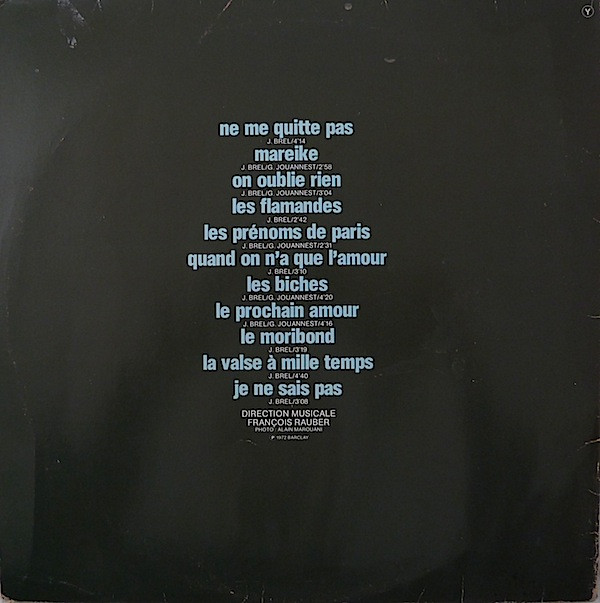 Y
ne me quitte pas
J. BREL/4'14
mareike
J. BREL/G. JOUANNEST/2'58
on oublie rien
J. BREL/G. JOUANNEST/3'04
les flamandes
J. BREL/2'42
les prénoms de paris
J. BREL/G. JOUANNEST/2'31
quand on n'a que l'amour
J. BREL/3'10
les biches
J. BREL/G. JOUANNEST/4'20
le prochain amour
J. BREL/G. JOUANNEST/4'16
le moribond
J. BREL/3'19
la valse à mille temps
J. BREL/4'40
je ne sais pas
J. BREL/3'08
DIRECTION MUSICALE
FRANÇOIS RAUBER
PHOTO : ALAIN MAROUANI
P 1972 BARCLAY